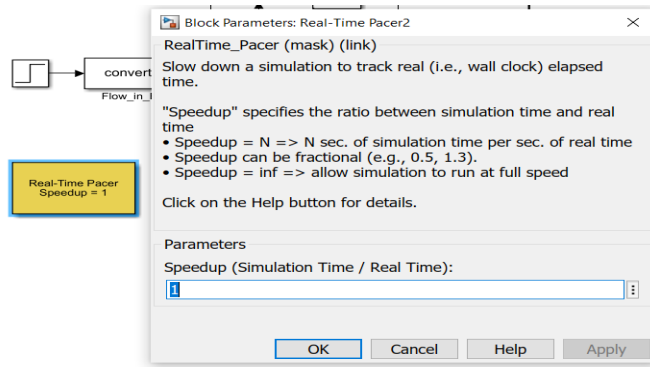 Block Parameters: Real-Time Pacer2
RealTime_Pacer (mask) (link)
Slow down a simulation to track real (i.e., wall clock) elapsed
time.
"Speedup" specifies the ratio between simulation time and real
time
• Speedup = N => N sec. of simulation time per sec. of real time
• Speedup can be fractional (e.g., 0.5, 1.3).
• Speedup = inf => allow simulation to run at full speed
Click on the Help button for details.
Parameters
Speedup (Simulation Time / Real Time):
1
OK Cancel Help Apply
convert
Flow_in_
Real-Time Pacer
Speedup = 1